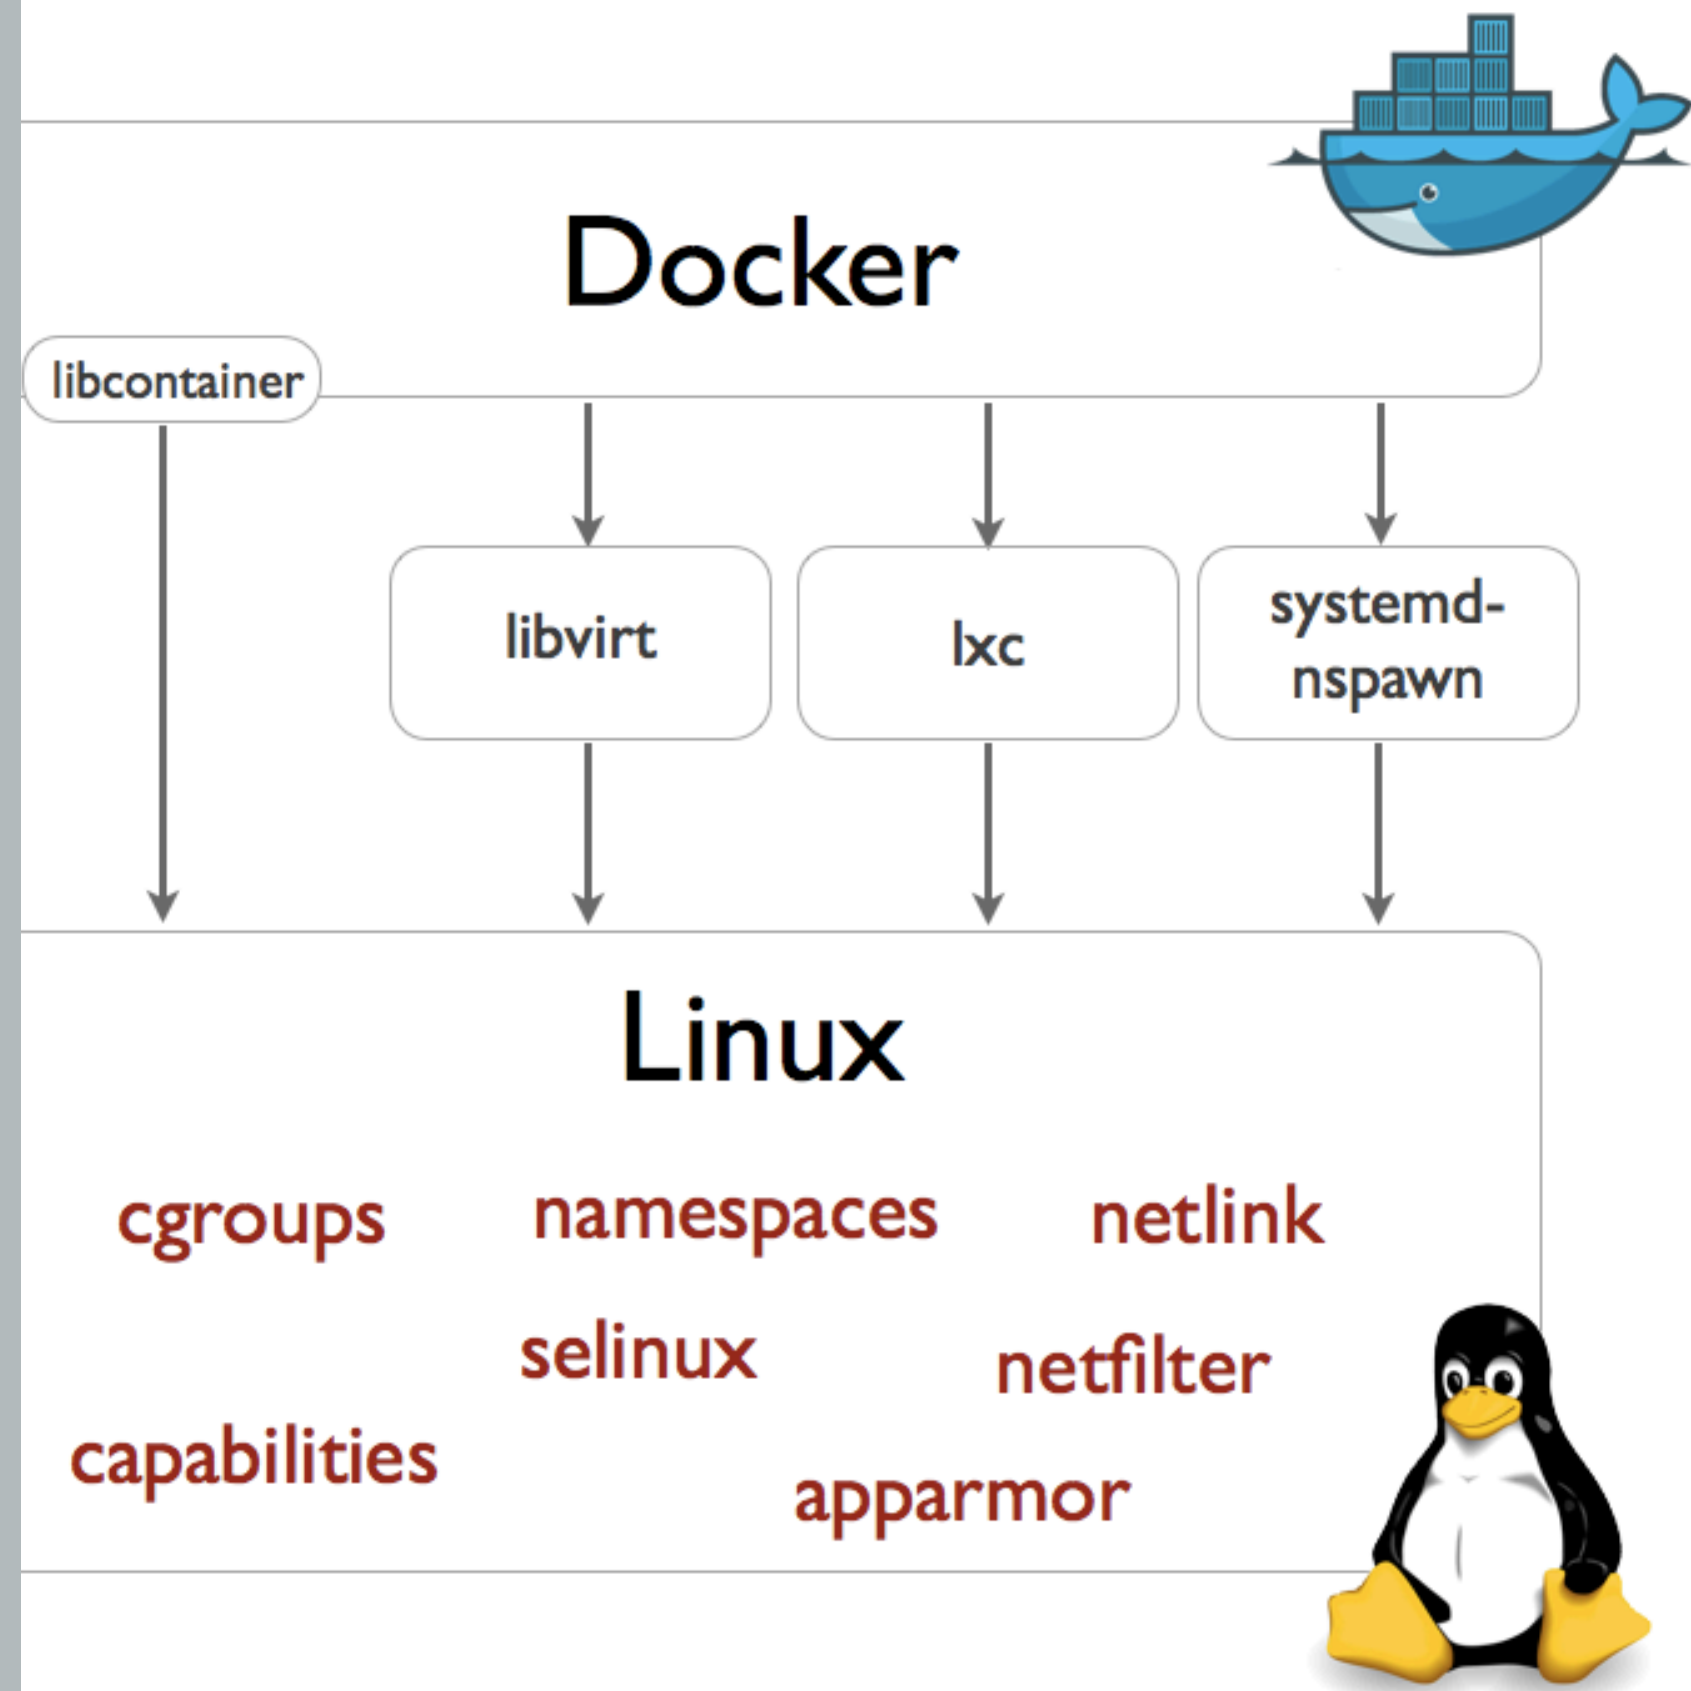 Docker
libcontainer
libvirt
lxc
systemd-
nspawn
Linux
cgroups
namespaces
netlink
selinux
netfilter
capabilities
apparmor